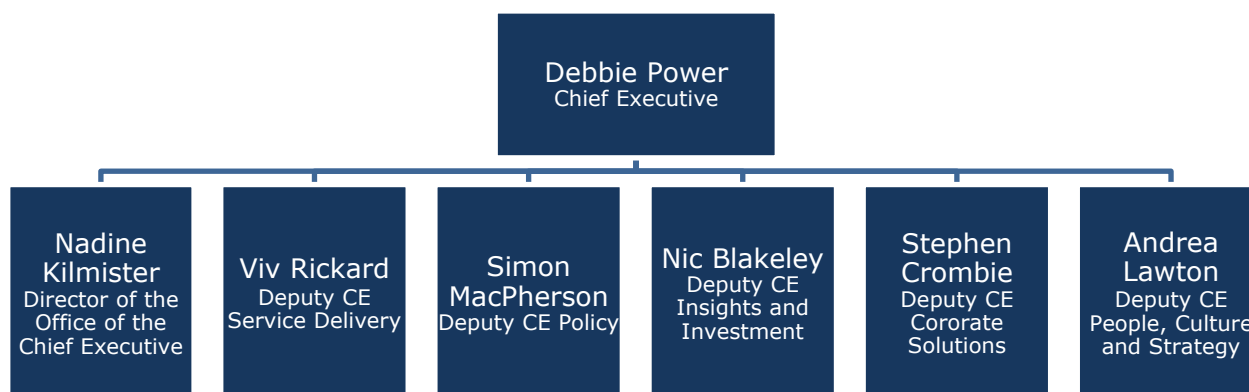 Debbie Power
Chief Executive
Nadine
Kilmister
Director of the
Office of the
Chief Executive
Viv Rickard
Deputy CE
Service Delivery
Simon
MacPherson
Deputy CE Policy
Nic Blakeley
Deputy CE
Insights and
Investment
Stephen
Crombie
Deputy CE
Cororate
Solutions
Andrea
Lawton
Deputy CE
People, Culture
and Strategy